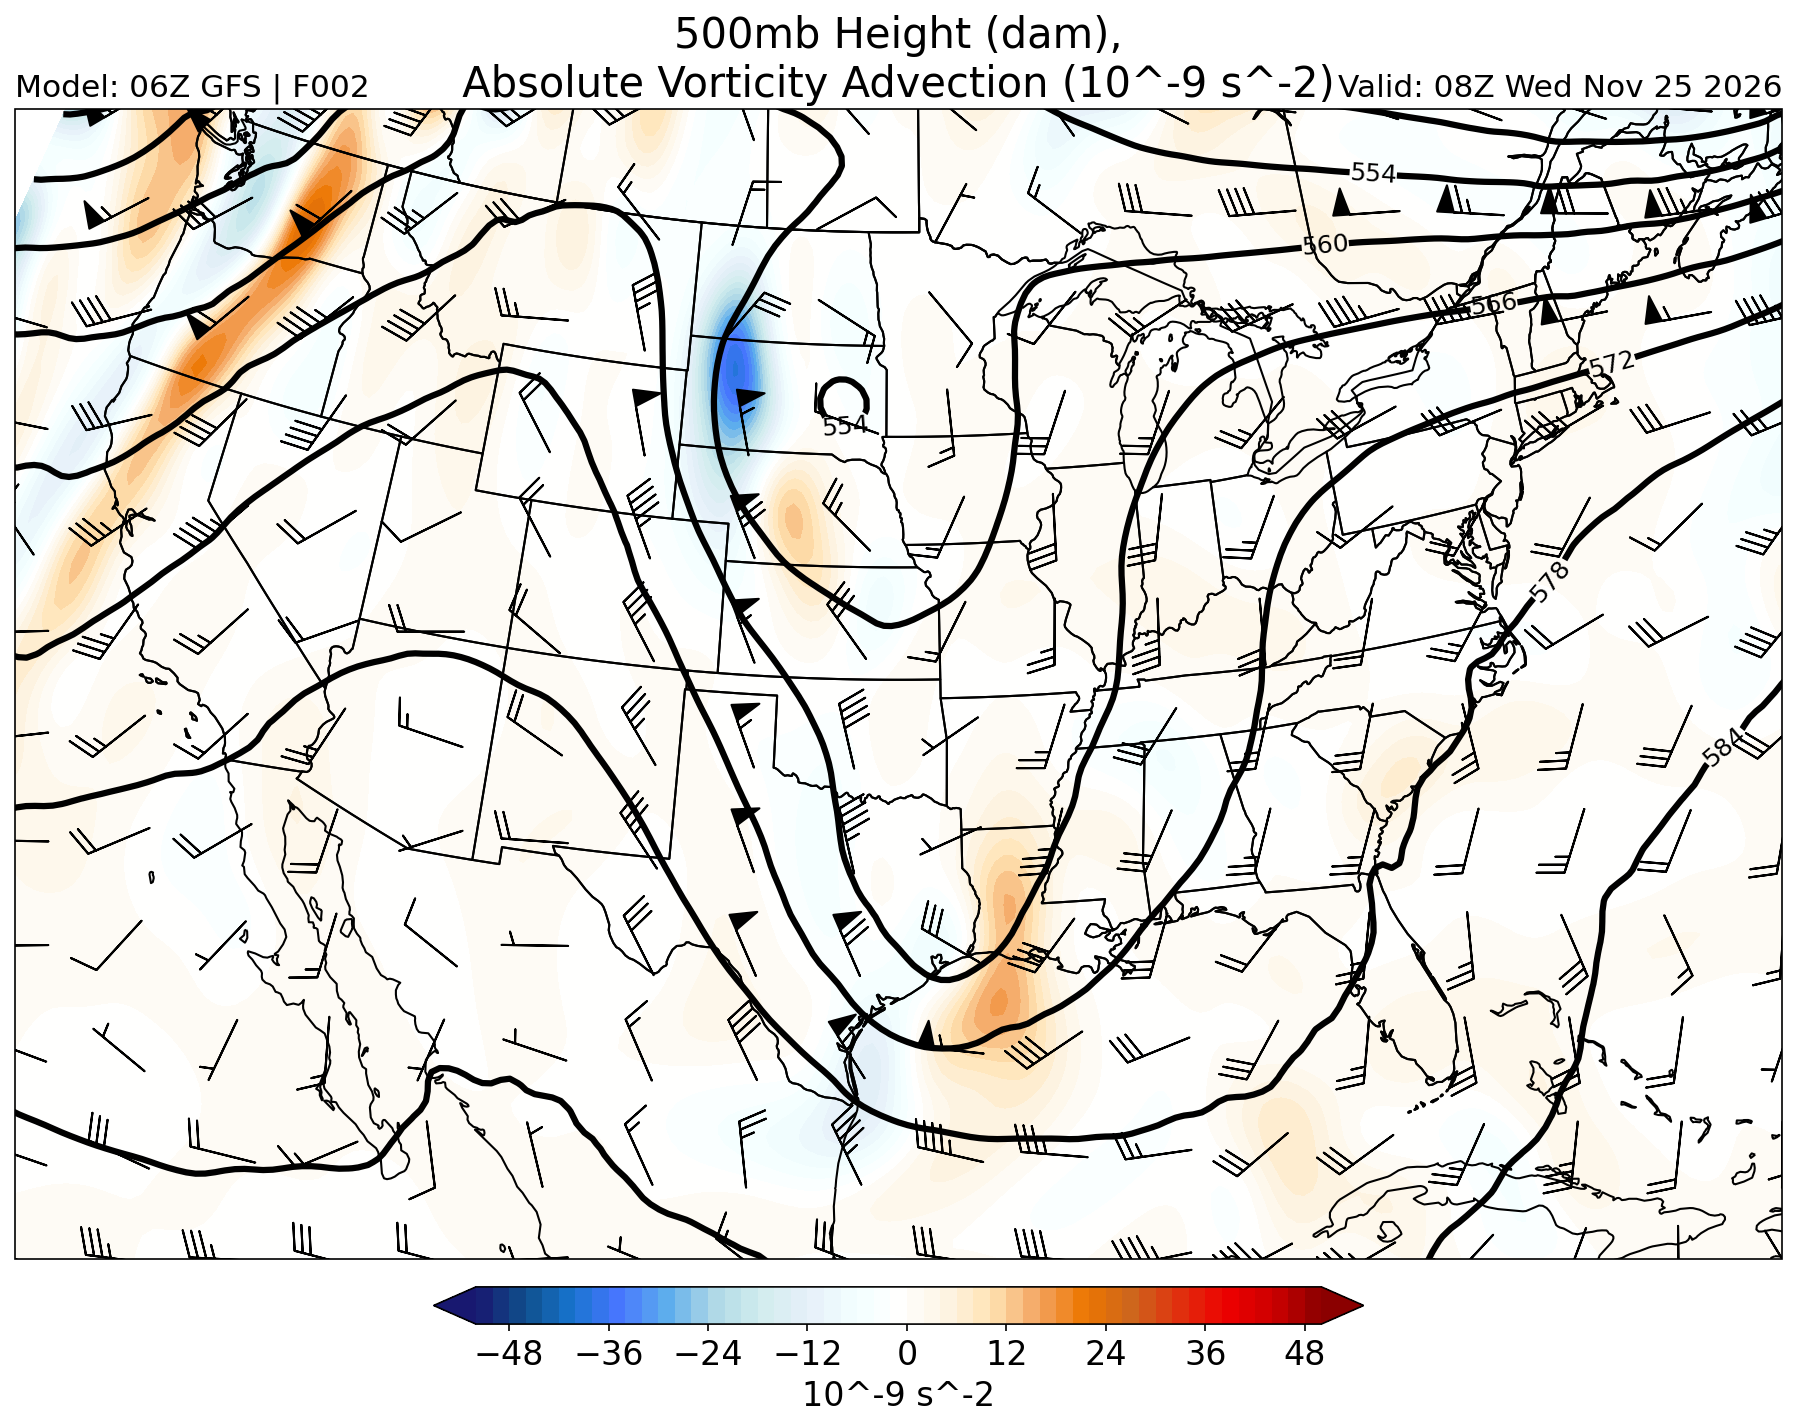 500mb Height (dam),
Absolute Vorticity Advection (10^-9 s^-2)
Model: 06Z GFS | F002
Valid: 08Z Wed Nov 25 2026
554
560
566
572
554
578
584
−48 −36 −24 −12 0 12 24 36 48
10^-9 s^-2